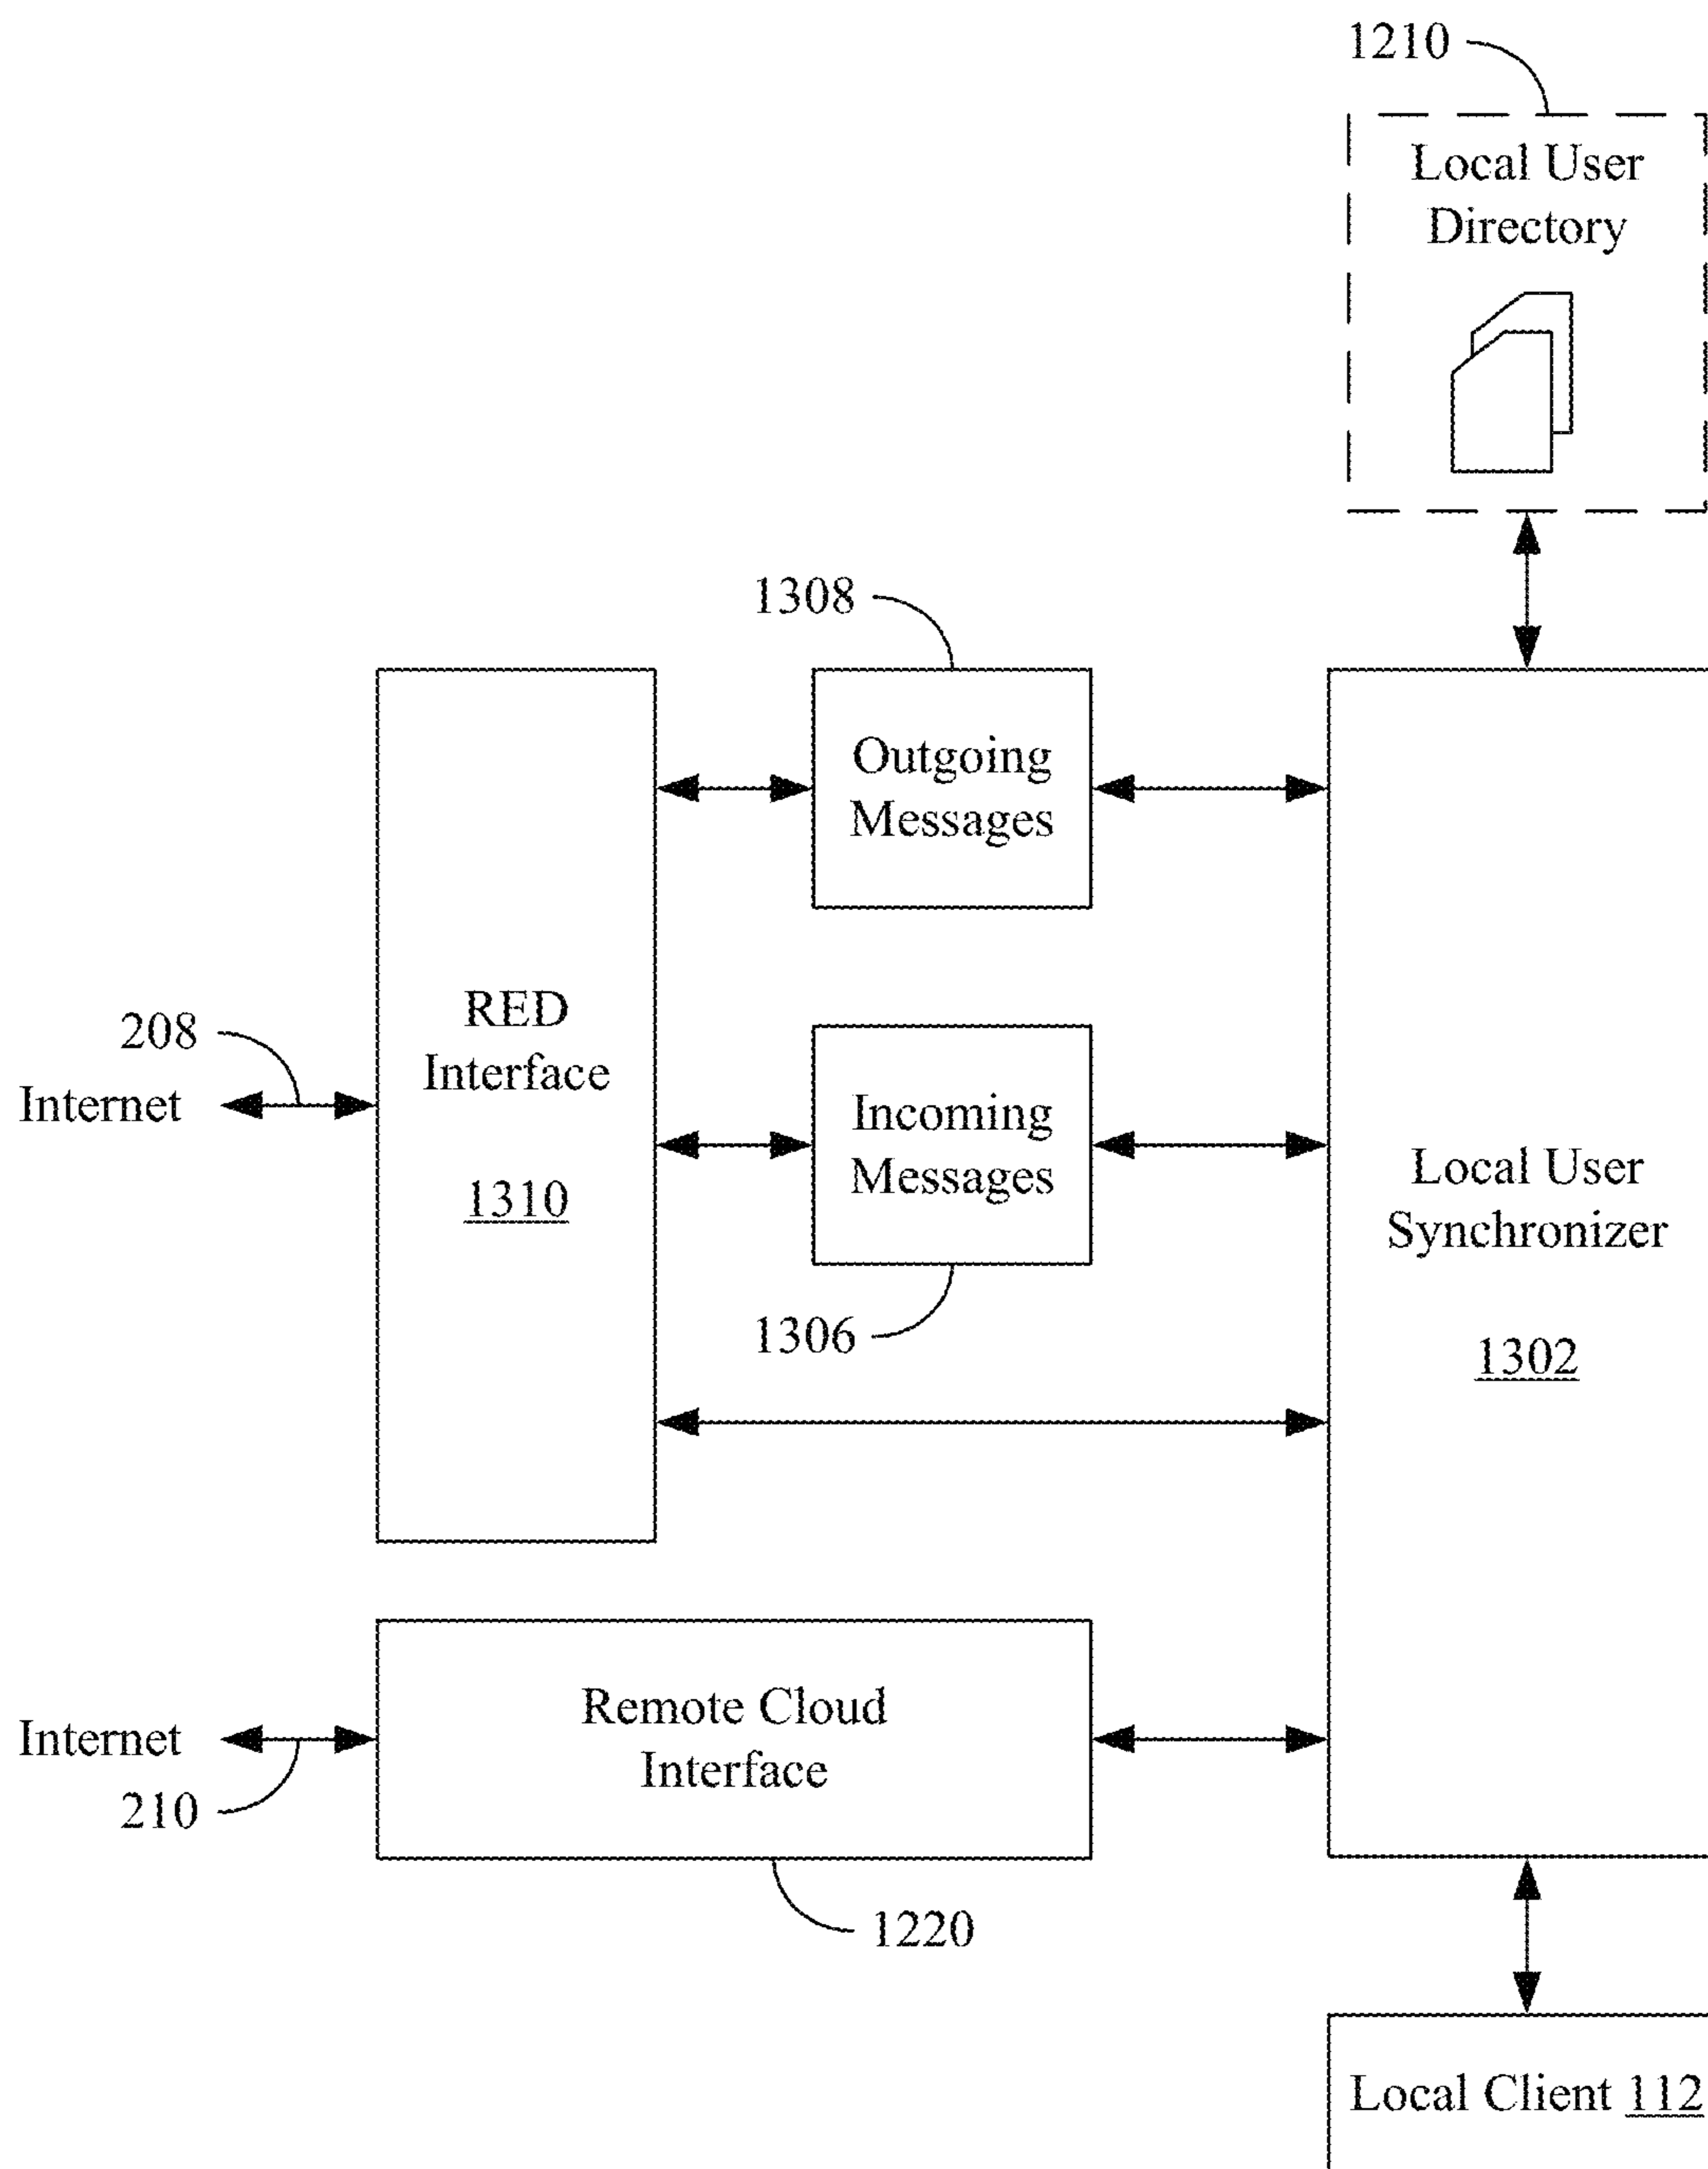 1210
Local User
Directory
1308
Outgoing
Messages
RED
Interface
1310
208
Internet
Incoming
Messages
1306
Local User
Synchronizer
1302
Remote Cloud
Interface
Internet
210
1220
Local Client 112